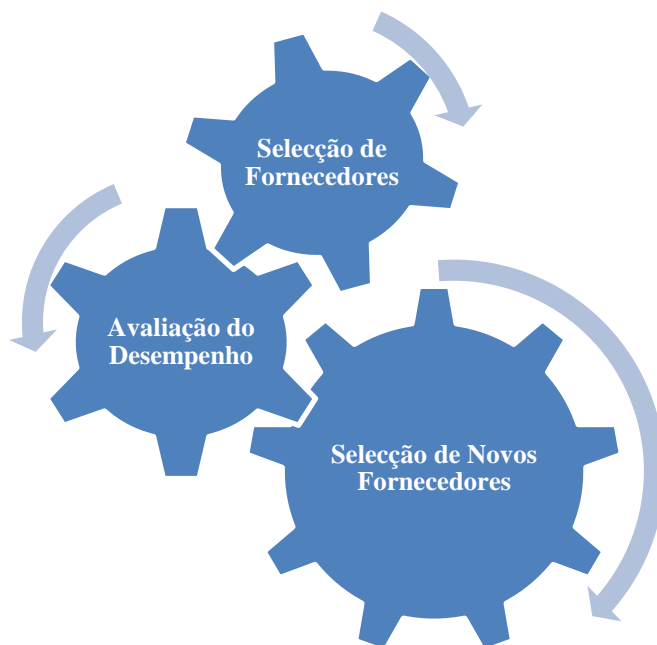 Selecção de
Fornecedores
Avaliação do
Desempenho
Selecção de Novos
Fornecedores